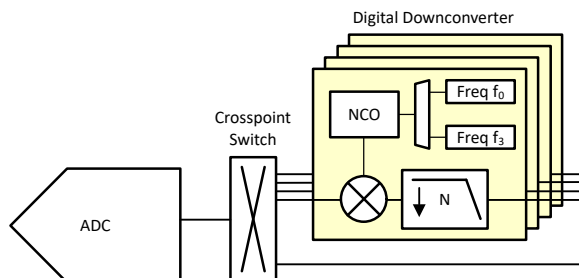 Digital Downconverter
Freq f₀
NCO
Crosspoint
Switch
Freq f₃
ADC
N